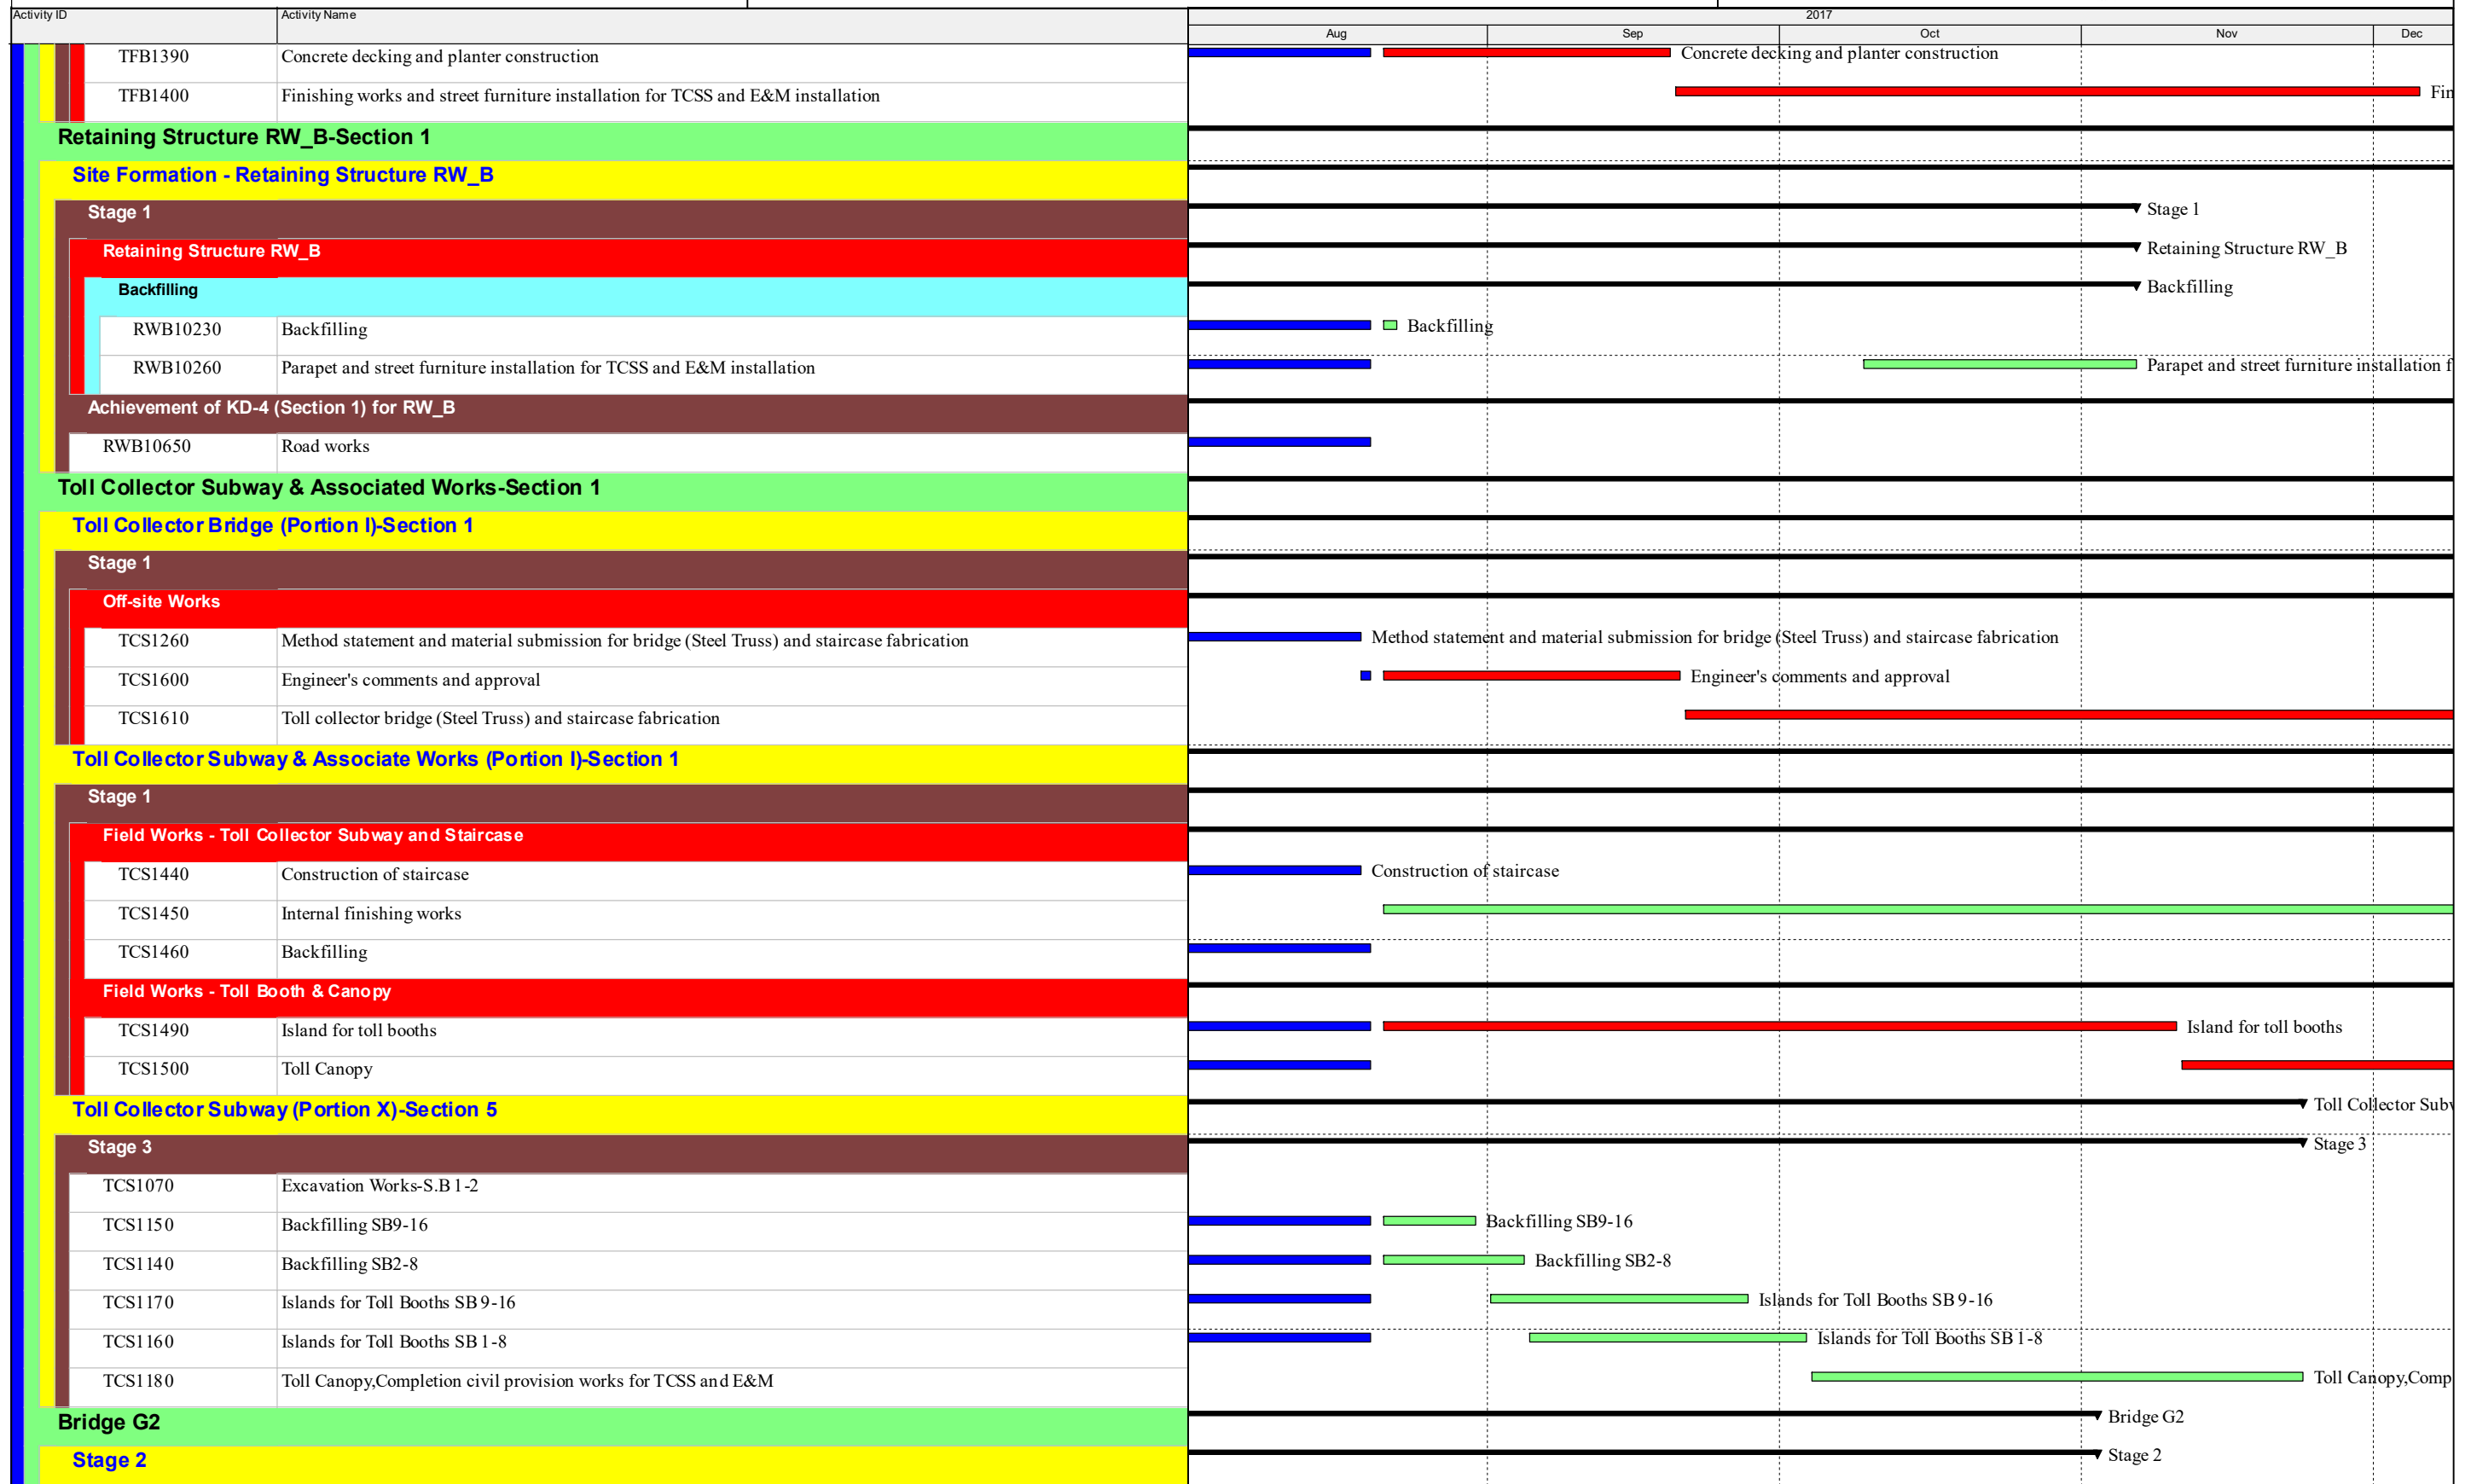 Activity ID Activity Name 2017
Aug Sep Oct Nov Dec
TFB1390 Concrete decking and planter construction Concrete decking and planter construction
TFB1400 Finishing works and street furniture installation for TCSS and E&M installation Fin
Retaining Structure RW_B-Section 1
Site Formation - Retaining Structure RW_B
Stage 1 Stage 1
Retaining Structure RW_B Retaining Structure RW_B
Backfilling Backfilling
RWB10230 Backfilling Backfilling
RWB10260 Parapet and street furniture installation for TCSS and E&M installation Parapet and street furniture installation f
Achievement of KD-4 (Section 1) for RW_B
RWB10650 Road works
Toll Collector Subway & Associated Works-Section 1
Toll Collector Bridge (Portion I)-Section 1
Stage 1
Off-site Works
TCS1260 Method statement and material submission for bridge (Steel Truss) and staircase fabrication Method statement and material submission for bridge (Steel Truss) and staircase fabrication
TCS1600 Engineer's comments and approval Engineer's comments and approval
TCS1610 Toll collector bridge (Steel Truss) and staircase fabrication
Toll Collector Subway & Associate Works (Portion I)-Section 1
Stage 1
Field Works - Toll Collector Subway and Staircase
TCS1440 Construction of staircase Construction of staircase
TCS1450 Internal finishing works
TCS1460 Backfilling
Field Works - Toll Booth & Canopy
TCS1490 Island for toll booths Island for toll booths
TCS1500 Toll Canopy
Toll Collector Subway (Portion X)-Section 5 Toll Collector Subw
Stage 3 Stage 3
TCS1070 Excavation Works-S.B 1-2
TCS1150 Backfilling SB9-16 Backfilling SB9-16
TCS1140 Backfilling SB2-8 Backfilling SB2-8
TCS1170 Islands for Toll Booths SB 9-16 Islands for Toll Booths SB 9-16
TCS1160 Islands for Toll Booths SB 1-8 Islands for Toll Booths SB 1-8
TCS1180 Toll Canopy,Completion civil provision works for TCSS and E&M Toll Canopy,Comp
Bridge G2 Bridge G2
Stage 2 Stage 2